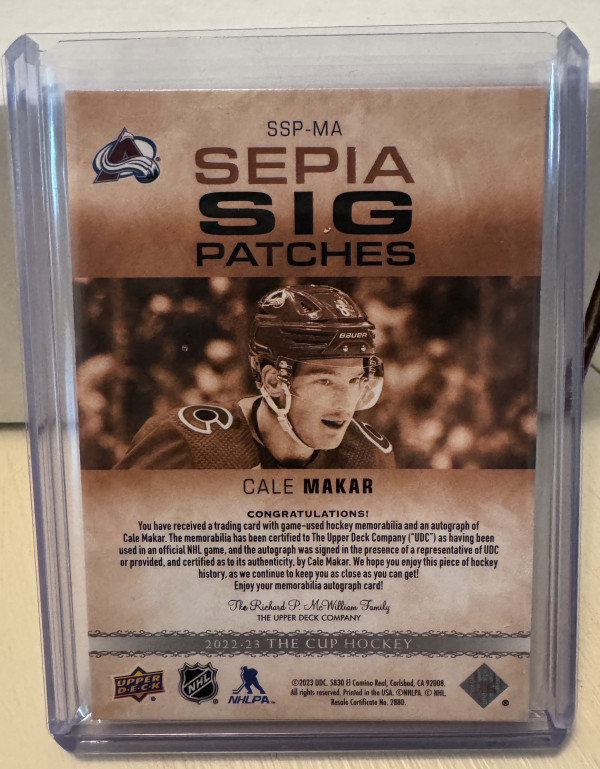 SSP-MA
SEPIA
SIG
PATCHES
8
BAUER
CALE MAKAR
CONGRATULATIONS!
You have received a trading card with game-used hockey memorabilia and an autograph of
Cale Makar. The memorabilia has been certified to The Upper Deck Company ("UDC") as having been
used in an official NHL game, and the autograph was signed in the presence of a representative of UDC
or provided, and certified as to its authenticity, by Cale Makar. We hope you enjoy this piece of hockey
history, as we continue to keep you as close as you can get!
Enjoy your memorabilia autograph card!
The Richard P. McWilliam Family
THE UPPER DECK COMPANY
2022-23 THE CUP HOCKEY
UPPER
D·E·C·K
NHL
NHLPA™
©2023 UDC. 5830 El Camino Real, Carlsbad, CA 92008.
All rights reserved. Printed in the USA. ©NHLPA. © NHL.
Resale Certificate No. 2880.
®